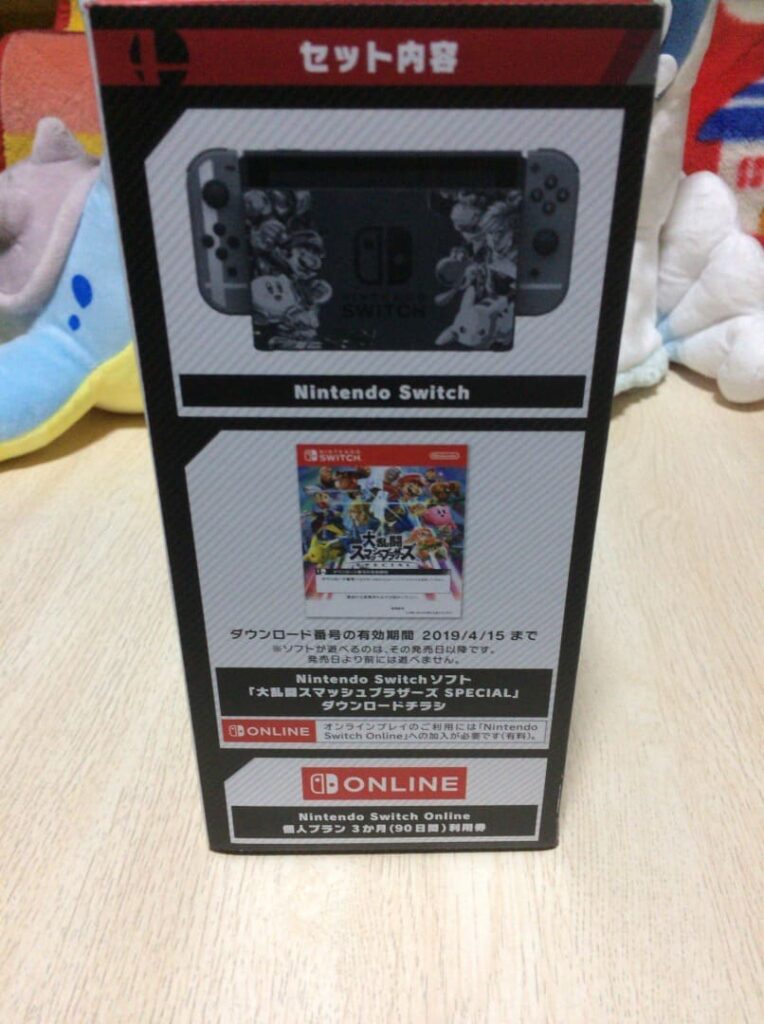 セット内容
NINTENDO
SWITCH
Nintendo Switch
NINTENDO
SWITCH
Nintendo
大乱闘
スマッシュブラザーズ
SPECIAL
ダウンロード番号の有効期間 2019/4/15 まで
※ソフトが遊べるのは、その発売日以降です。
発売日より前には遊べません。
Nintendo Switchソフト
「大乱闘スマッシュブラザーズ SPECIAL」
ダウンロードチラシ
ONLINE
オンラインプレイのご利用には「Nintendo
Switch Online」への加入が必要です(有料)。
ONLINE
Nintendo Switch Online
個人プラン 3か月(90日間)利用券